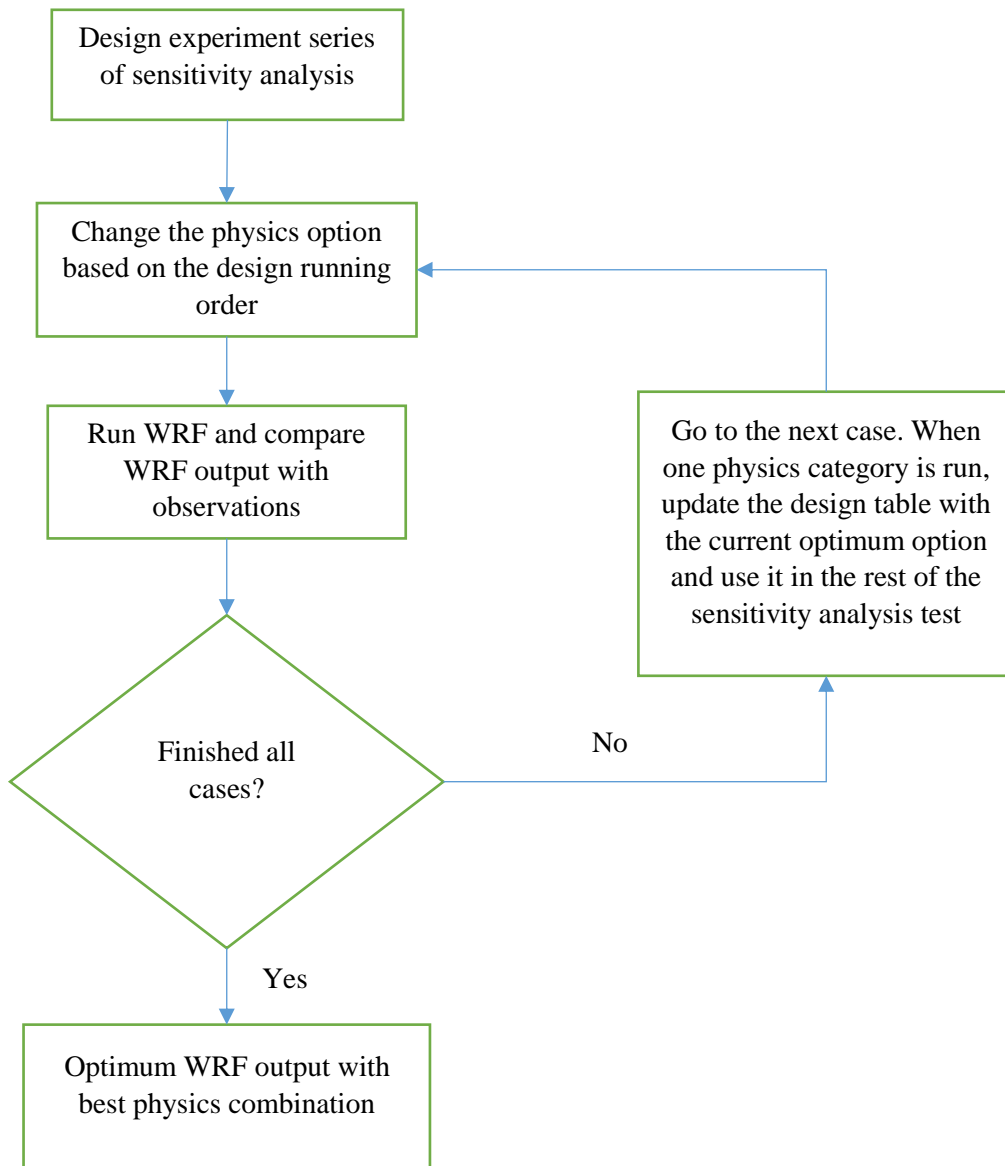 Design experiment series
of sensitivity analysis
Change the physics option
based on the design running
order
Run WRF and compare
WRF output with
observations
Go to the next case. When
one physics category is run,
update the design table with
the current optimum option
and use it in the rest of the
sensitivity analysis test
Finished all
cases?
No
Yes
Optimum WRF output with
best physics combination